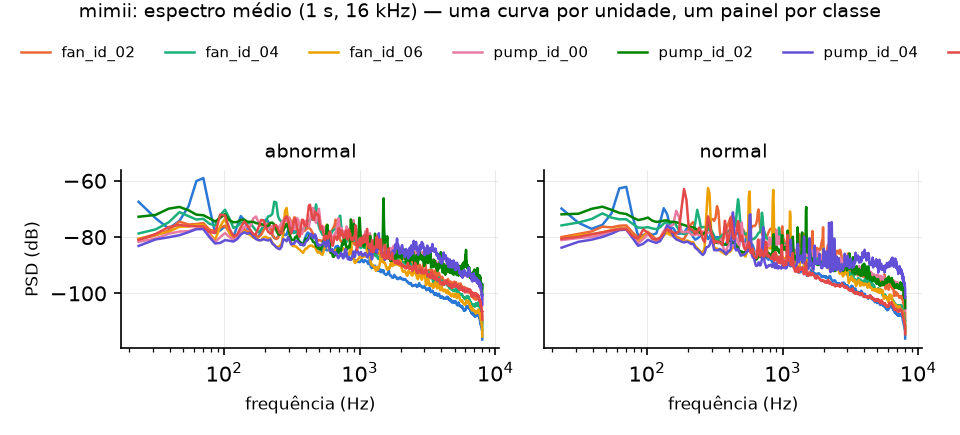 mimii: espectro médio (1 s, 16 kHz) — uma curva por unidade, um painel por classe
fan_id_02 fan_id_04 fan_id_06 pump_id_00 pump_id_02 pump_id_04
abnormal normal
−60
−80
−100
PSD (dB)
10² 10³ 10⁴ 10² 10³ 10⁴
frequência (Hz) frequência (Hz)